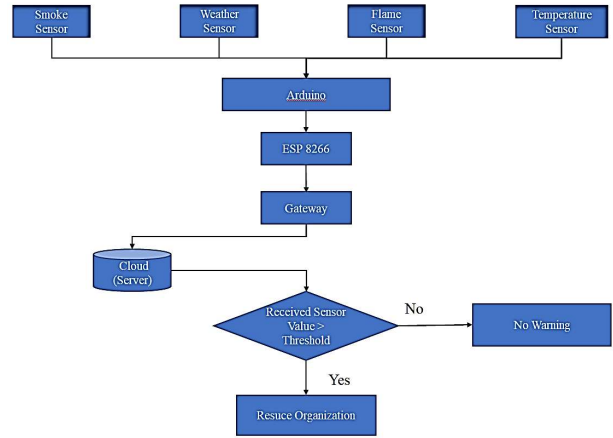 Smoke
Sensor
Weather
Sensor
Flame
Sensor
Temperature
Sensor
Arduino
ESP 8266
Gateway
Cloud
(Server)
Received Sensor
Value >
Threshold
No
No Warning
Yes
Resuce Organization